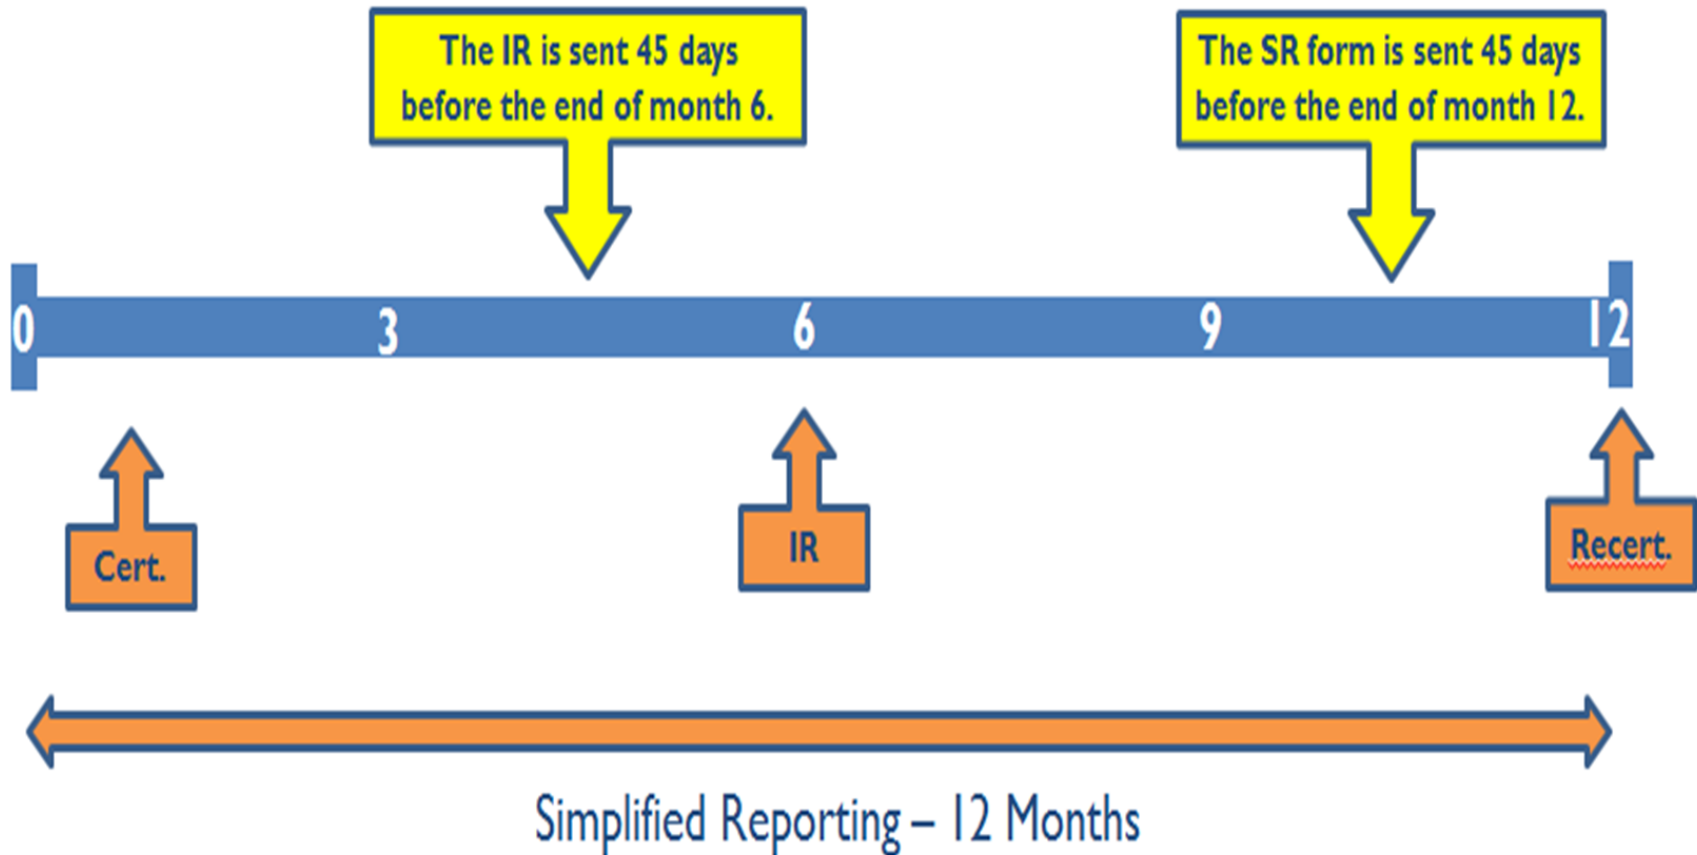 The IR is sent 45 days
before the end of month 6.
The SR form is sent 45 days
before the end of month 12.
0 3 6 9 12
Cert.
IR
Recert.
Simplified Reporting – 12 Months